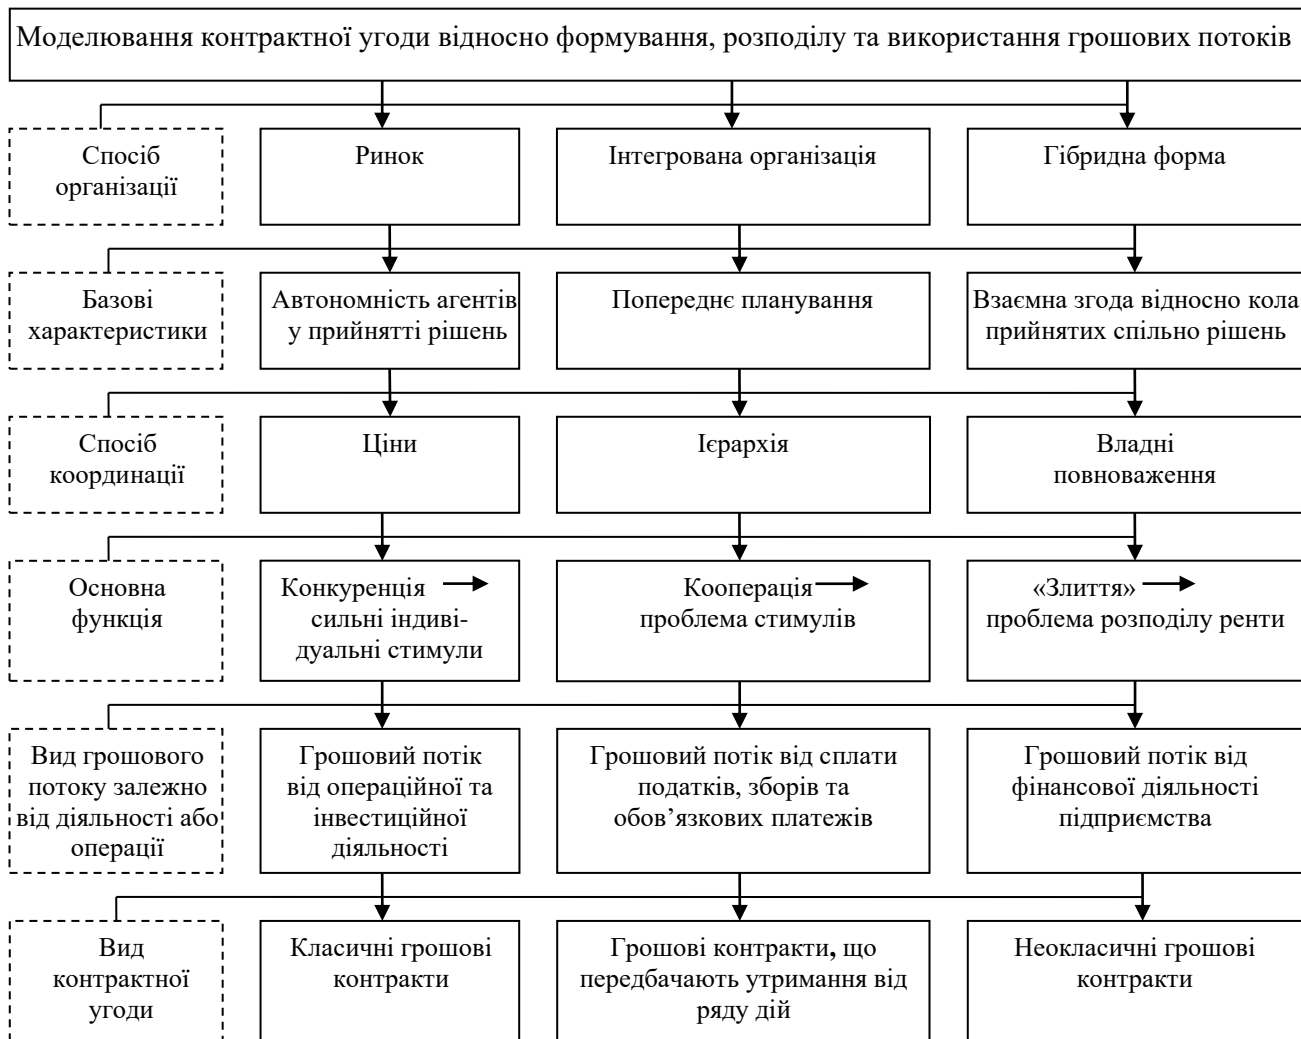 Моделювання контрактної угоди відносно формування, розподілу та використання грошових потоків
Спосіб
організації
Ринок
Інтегрована організація
Гібридна форма
Базові
характеристики
Автономність агентів
у прийнятті рішень
Попереднє планування
Взаємна згода відносно кола
прийнятих спільно рішень
Спосіб
координації
Ціни
Ієрархія
Владні
повноваження
Основна
функція
Конкуренція →
сильні індиві-
дуальні стимули
Кооперація →
проблема стимулів
«Злиття» →
проблема розподілу ренти
Вид грошового
потоку залежно
від діяльності або
операції
Грошовий потік
від операційної та
інвестиційної
діяльності
Грошовий потік від сплати
податків, зборів та
обов’язкових платежів
Грошовий потік від
фінансової діяльності
підприємства
Вид
контрактної
угоди
Класичні грошові
контракти
Грошові контракти, що
передбачають утримання від
ряду дій
Неокласичні грошові
контракти